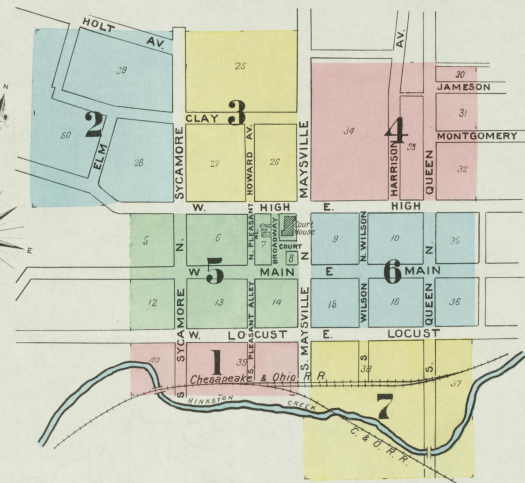 HOLT
AV.
AV.
N
29
25
30
JAMESON
2
3
CLAY
34
4
31
MONTGOMERY
50
ELM
28
SYCAMORE
27
HOWARD AV.
26
MAYSVILLE
HARRISON
33
QUEEN
32
W. HIGH
E. HIGH
5
N.
6
N. PLEASANT
AL.
7
BROADWAY
Court
House
COURT
8
N
9
N. WILSON
10
N
35
E
5
W MAIN
6
E MAIN
12
SYCAMORE
13
S. PLEASANT ALLEY
14
S. MAYSVILLE
15
WILSON
16
QUEEN
36
W. LOCUST
E. LOCUST
40
S
1
39
S
38
S.
37
Chesapeake & Ohio R R
HINKSTON CREEK
7
C. & O. R. R.